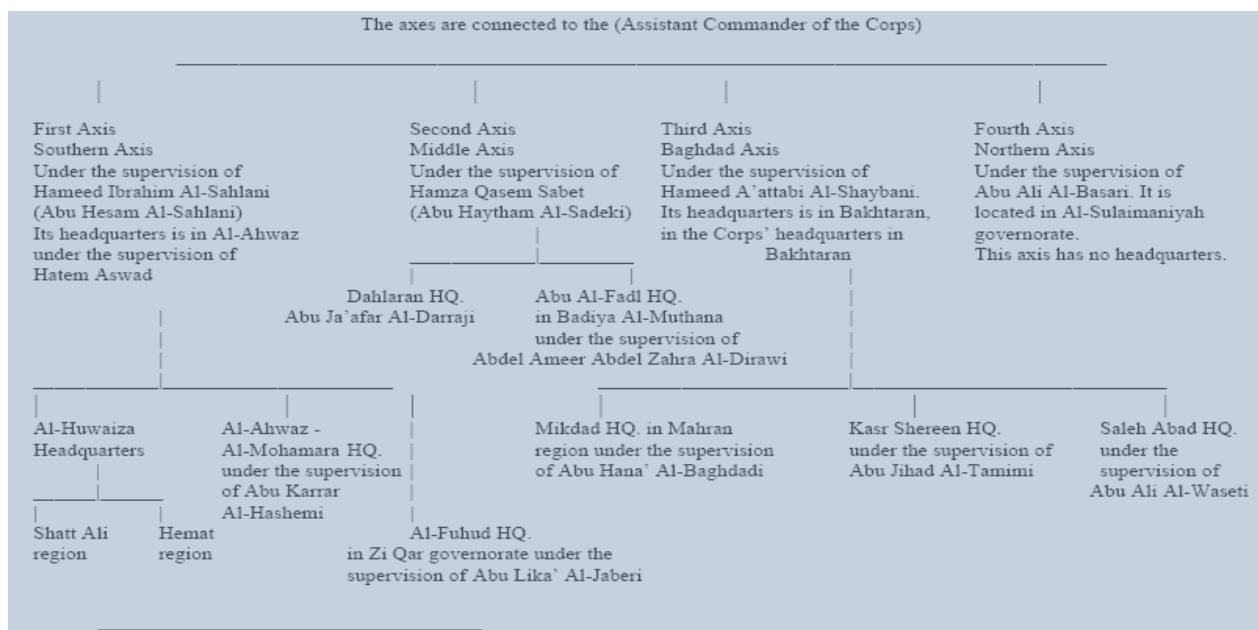 The axes are connected to the (Assistant Commander of the Corps)
First Axis
Southern Axis
Under the supervision of
Hameed Ibrahim Al-Sahlani
(Abu Hesam Al-Sahlani)
Its headquarters is in Al-Ahwaz
under the supervision of
Hatem Aswad
Second Axis
Middle Axis
Under the supervision of
Hamza Qasem Sabet
(Abu Haytham Al-Sadeki)
Third Axis
Baghdad Axis
Under the supervision of
Hameed A'attabi Al-Shaybani.
Its headquarters is in Bakhtaran,
in the Corps' headquarters in
Bakhtaran
Fourth Axis
Northern Axis
Under the supervision of
Abu Ali Al-Basari. It is
located in Al-Sulaimaniyah
governorate.
This axis has no headquarters.
Dahlaran HQ.
Abu Ja'afar Al-Darraji
Abu Al-Fadl HQ.
in Badiya Al-Muthana
under the supervision of
Abdel Ameer Abdel Zahra Al-Dirawi
Al-Huwaiza
Headquarters
Al-Ahwaz -
Al-Mohamara HQ.
under the supervision
of Abu Karrar
Al-Hashemi
Mikdad HQ. in Mahran
region under the supervision
of Abu Hana' Al-Baghdadi
Kasr Shereen HQ.
under the supervision of
Abu Jihad Al-Tamimi
Saleh Abad HQ.
under the
supervision of
Abu Ali Al-Waseti
Shatt Ali
region
Hemat
region
Al-Fuhud HQ.
in Zi Qar governorate under the
supervision of Abu Lika' Al-Jaberi